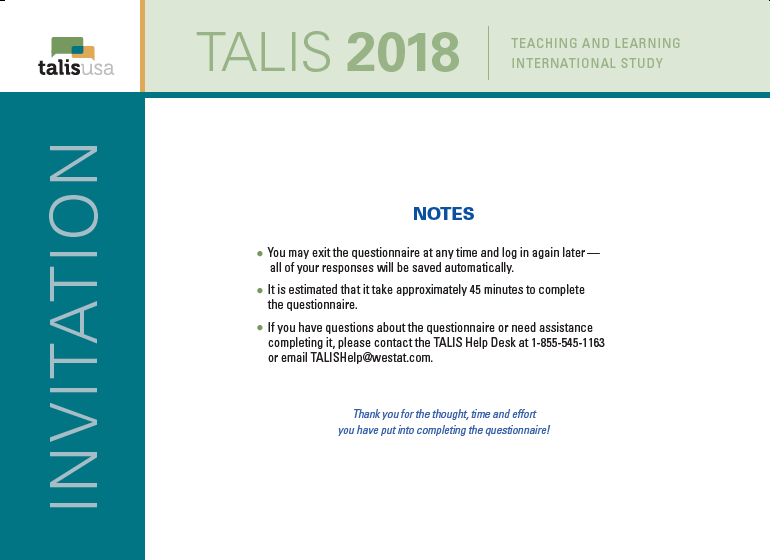 talisusa
TALIS 2018
TEACHING AND LEARNING
INTERNATIONAL STUDY
INVITATION
NOTES
• You may exit the questionnaire at any time and log in again later —
all of your responses will be saved automatically.
• It is estimated that it take approximately 45 minutes to complete
the questionnaire.
• If you have questions about the questionnaire or need assistance
completing it, please contact the TALIS Help Desk at 1-855-545-1163
or email TALISHelp@westat.com.
Thank you for the thought, time and effort
you have put into completing the questionnaire!